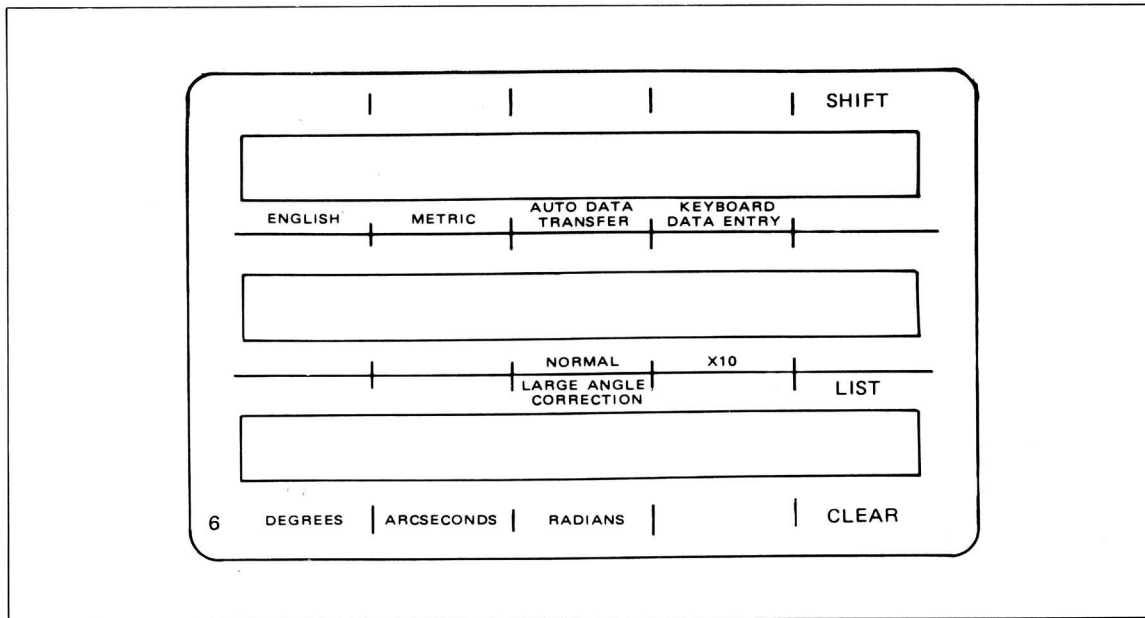 SHIFT
ENGLISH METRIC AUTO DATA TRANSFER KEYBOARD DATA ENTRY
NORMAL X10
LARGE ANGLE CORRECTION LIST
6 DEGREES ARCSECONDS RADIANS CLEAR